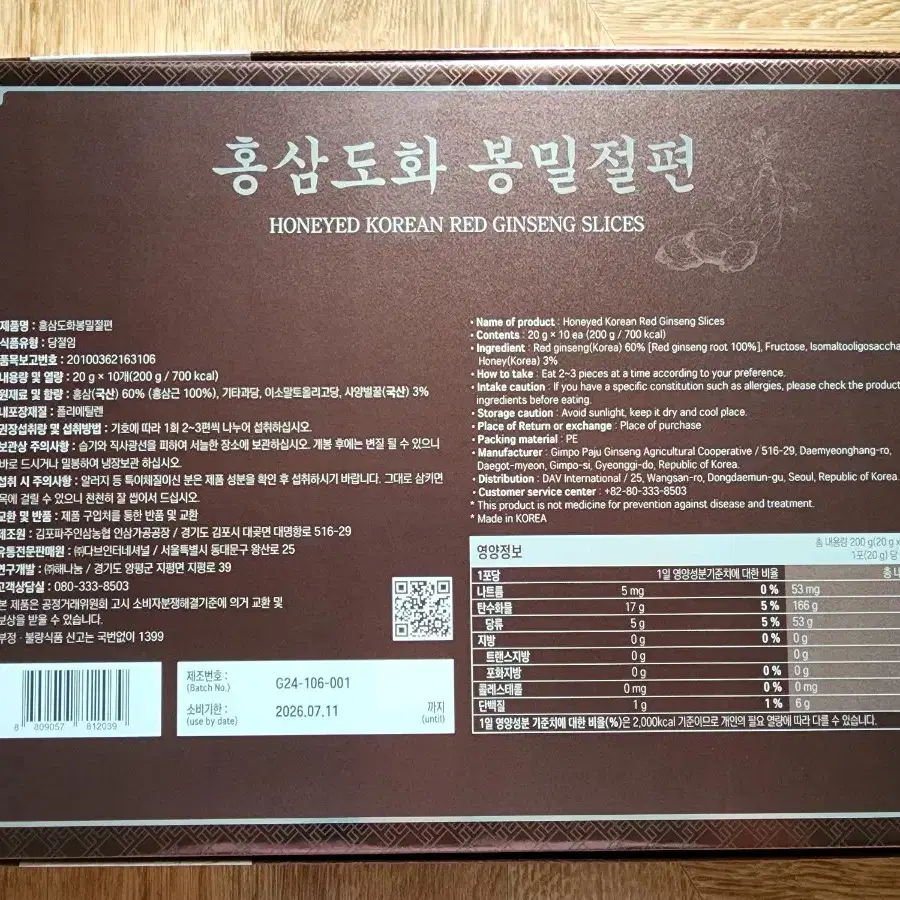 홍삼도화 봉밀절편
HONEYED KOREAN RED GINSENG SLICES
제품명 : 홍삼도화봉밀절편
식품유형 : 당절임
품목보고번호 : 20100362163106
내용량 및 열량 : 20 g × 10개(200 g / 700 kcal)
원재료 및 함량 : 홍삼(국산) 60% (홍삼근 100%), 기타과당, 이소말토올리고당, 사양벌꿀(국산) 3%
내포장재질 : 폴리에틸렌
권장섭취량 및 섭취방법 : 기호에 따라 1회 2~3편씩 나누어 섭취하십시오.
보관상 주의사항 : 습기와 직사광선을 피하여 서늘한 장소에 보관하십시오. 개봉 후에는 변질 될 수 있으니
바로 드시거나 밀봉하여 냉장보관 하십시오.
섭취 시 주의사항 : 알러지 등 특이체질이신 분은 제품 성분을 확인 후 섭취하시기 바랍니다. 그대로 삼키면
목에 걸릴 수 있으니 천천히 잘 씹어서 드십시오.
교환 및 반품 : 제품 구입처를 통한 반품 및 교환
제조원 : 김포파주인삼농협 인삼가공공장 / 경기도 김포시 대곶면 대명항로 516-29
유통전문판매원 : ㈜다브인터네셔널 / 서울특별시 동대문구 왕산로 25
연구개발 : ㈜해나눔 / 경기도 양평군 지평면 지평로 39
고객상담실 : 080-333-8503
본 제품은 공정거래위원회 고시 소비자분쟁해결기준에 의거 교환 및
보상을 받을 수 있습니다.
부정 · 불량식품 신고는 국번없이 1399
8 809057 812039
제조번호 :
(Batch No.)
G24-106-001
소비기한 :
(use by date)
2026.07.11
까지
(until)
• Name of product : Honeyed Korean Red Ginseng Slices
• Contents : 20 g × 10 ea (200 g / 700 kcal)
• Ingredient : Red ginseng(Korea) 60% [Red ginseng root 100%], Fructose, Isomaltooligosaccha
Honey(Korea) 3%
• How to take : Eat 2~3 pieces at a time according to your preference.
• Intake caution : If you have a specific constitution such as allergies, please check the product
ingredients before eating.
• Storage caution : Avoid sunlight, keep it dry and cool place.
• Place of Return or exchange : Place of purchase
• Packing material : PE
• Manufacturer : Gimpo Paju Ginseng Agricultural Cooperative / 516-29, Daemyeonghang-ro,
Daegot-myeon, Gimpo-si, Gyeonggi-do, Republic of Korea.
• Distribution : DAV International / 25, Wangsan-ro, Dongdaemun-gu, Seoul, Republic of Korea.
• Customer service center : +82-80-333-8503
* This product is not medicine for prevention against disease and treatment.
* Made in KOREA
영양정보
총 내용량 200 g(20 g x
1포(20 g) 당
1포당 1일 영양성분기준치에 대한 비율 총 내
나트륨 5 mg 0 % 53 mg
탄수화물 17 g 5 % 166 g
당류 5 g 5 % 53 g
지방 0 g 0 % 0 g
트랜스지방 0 g 0 g
포화지방 0 g 0 % 0 g
콜레스테롤 0 mg 0 % 0 mg
단백질 1 g 1 % 6 g
1일 영양성분 기준치에 대한 비율(%)은 2,000kcal 기준이므로 개인의 필요 열량에 따라 다를 수 있습니다.